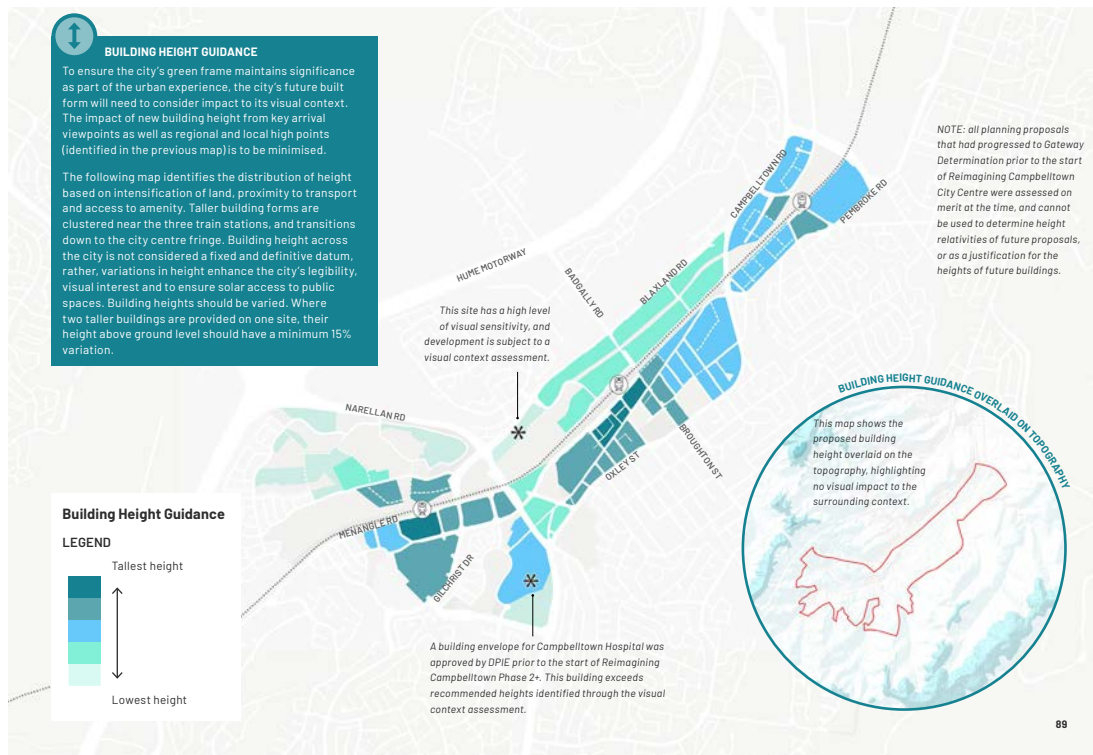 BUILDING HEIGHT GUIDANCE
To ensure the city's green frame maintains significance
as part of the urban experience, the city's future built
form will need to consider impact to its visual context.
The impact of new building height from key arrival
viewpoints as well as regional and local high points
(identified in the previous map) is to be minimised.
The following map identifies the distribution of height
based on intensification of land, proximity to transport
and access to amenity. Taller building forms are
clustered near the three train stations, and transitions
down to the city centre fringe. Building height across
the city is not considered a fixed and definitive datum,
rather, variations in height enhance the city's legibility,
visual interest and to ensure solar access to public
spaces. Building heights should be varied. Where
two taller buildings are provided on one site, their
height above ground level should have a minimum 15%
variation.
NOTE: all planning proposals
that had progressed to Gateway
Determination prior to the start
of Reimagining Campbelltown
City Centre were assessed on
merit at the time, and cannot
be used to determine height
relativities of future proposals,
or as a justification for the
heights of future buildings.
CAMPBELLTOWN RD
PEMBROKE RD
HUME MOTORWAY
BADGALLY RD
BLAXLAND RD
This site has a high level
of visual sensitivity, and
development is subject to a
visual context assessment.
NARELLAN RD
BROUGHTON ST
OXLEY ST
MENANGLE RD
GILCHRIST DR
BUILDING HEIGHT GUIDANCE OVERLAID ON TOPOGRAPHY
This map shows the
proposed building
height overlaid on the
topography, highlighting
no visual impact to the
surrounding context.
Building Height Guidance
LEGEND
Tallest height
Lowest height
A building envelope for Campbelltown Hospital was
approved by DPIE prior to the start of Reimagining
Campbelltown Phase 2+. This building exceeds
recommended heights identified through the visual
context assessment.
89